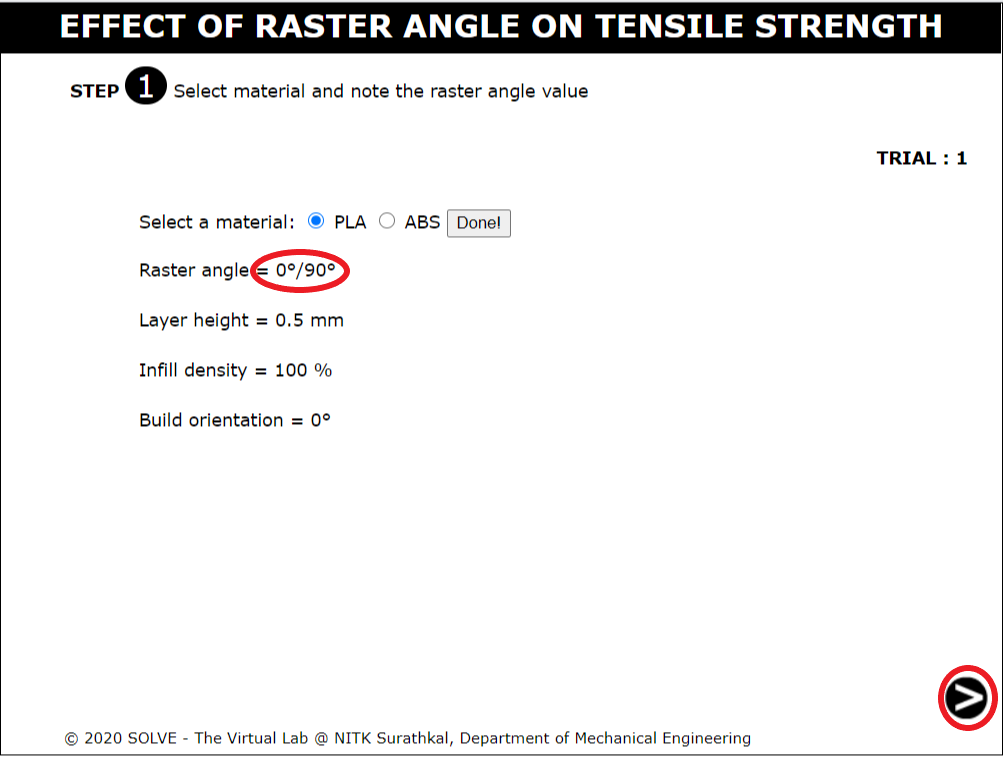 EFFECT OF RASTER ANGLE ON TENSILE STRENGTH
STEP 1 Select material and note the raster angle value
TRIAL : 1
Select a material: PLA ABS Done!
Raster angle = 0°/90°
Layer height = 0.5 mm
Infill density = 100 %
Build orientation = 0°
>
© 2020 SOLVE - The Virtual Lab @ NITK Surathkal, Department of Mechanical Engineering